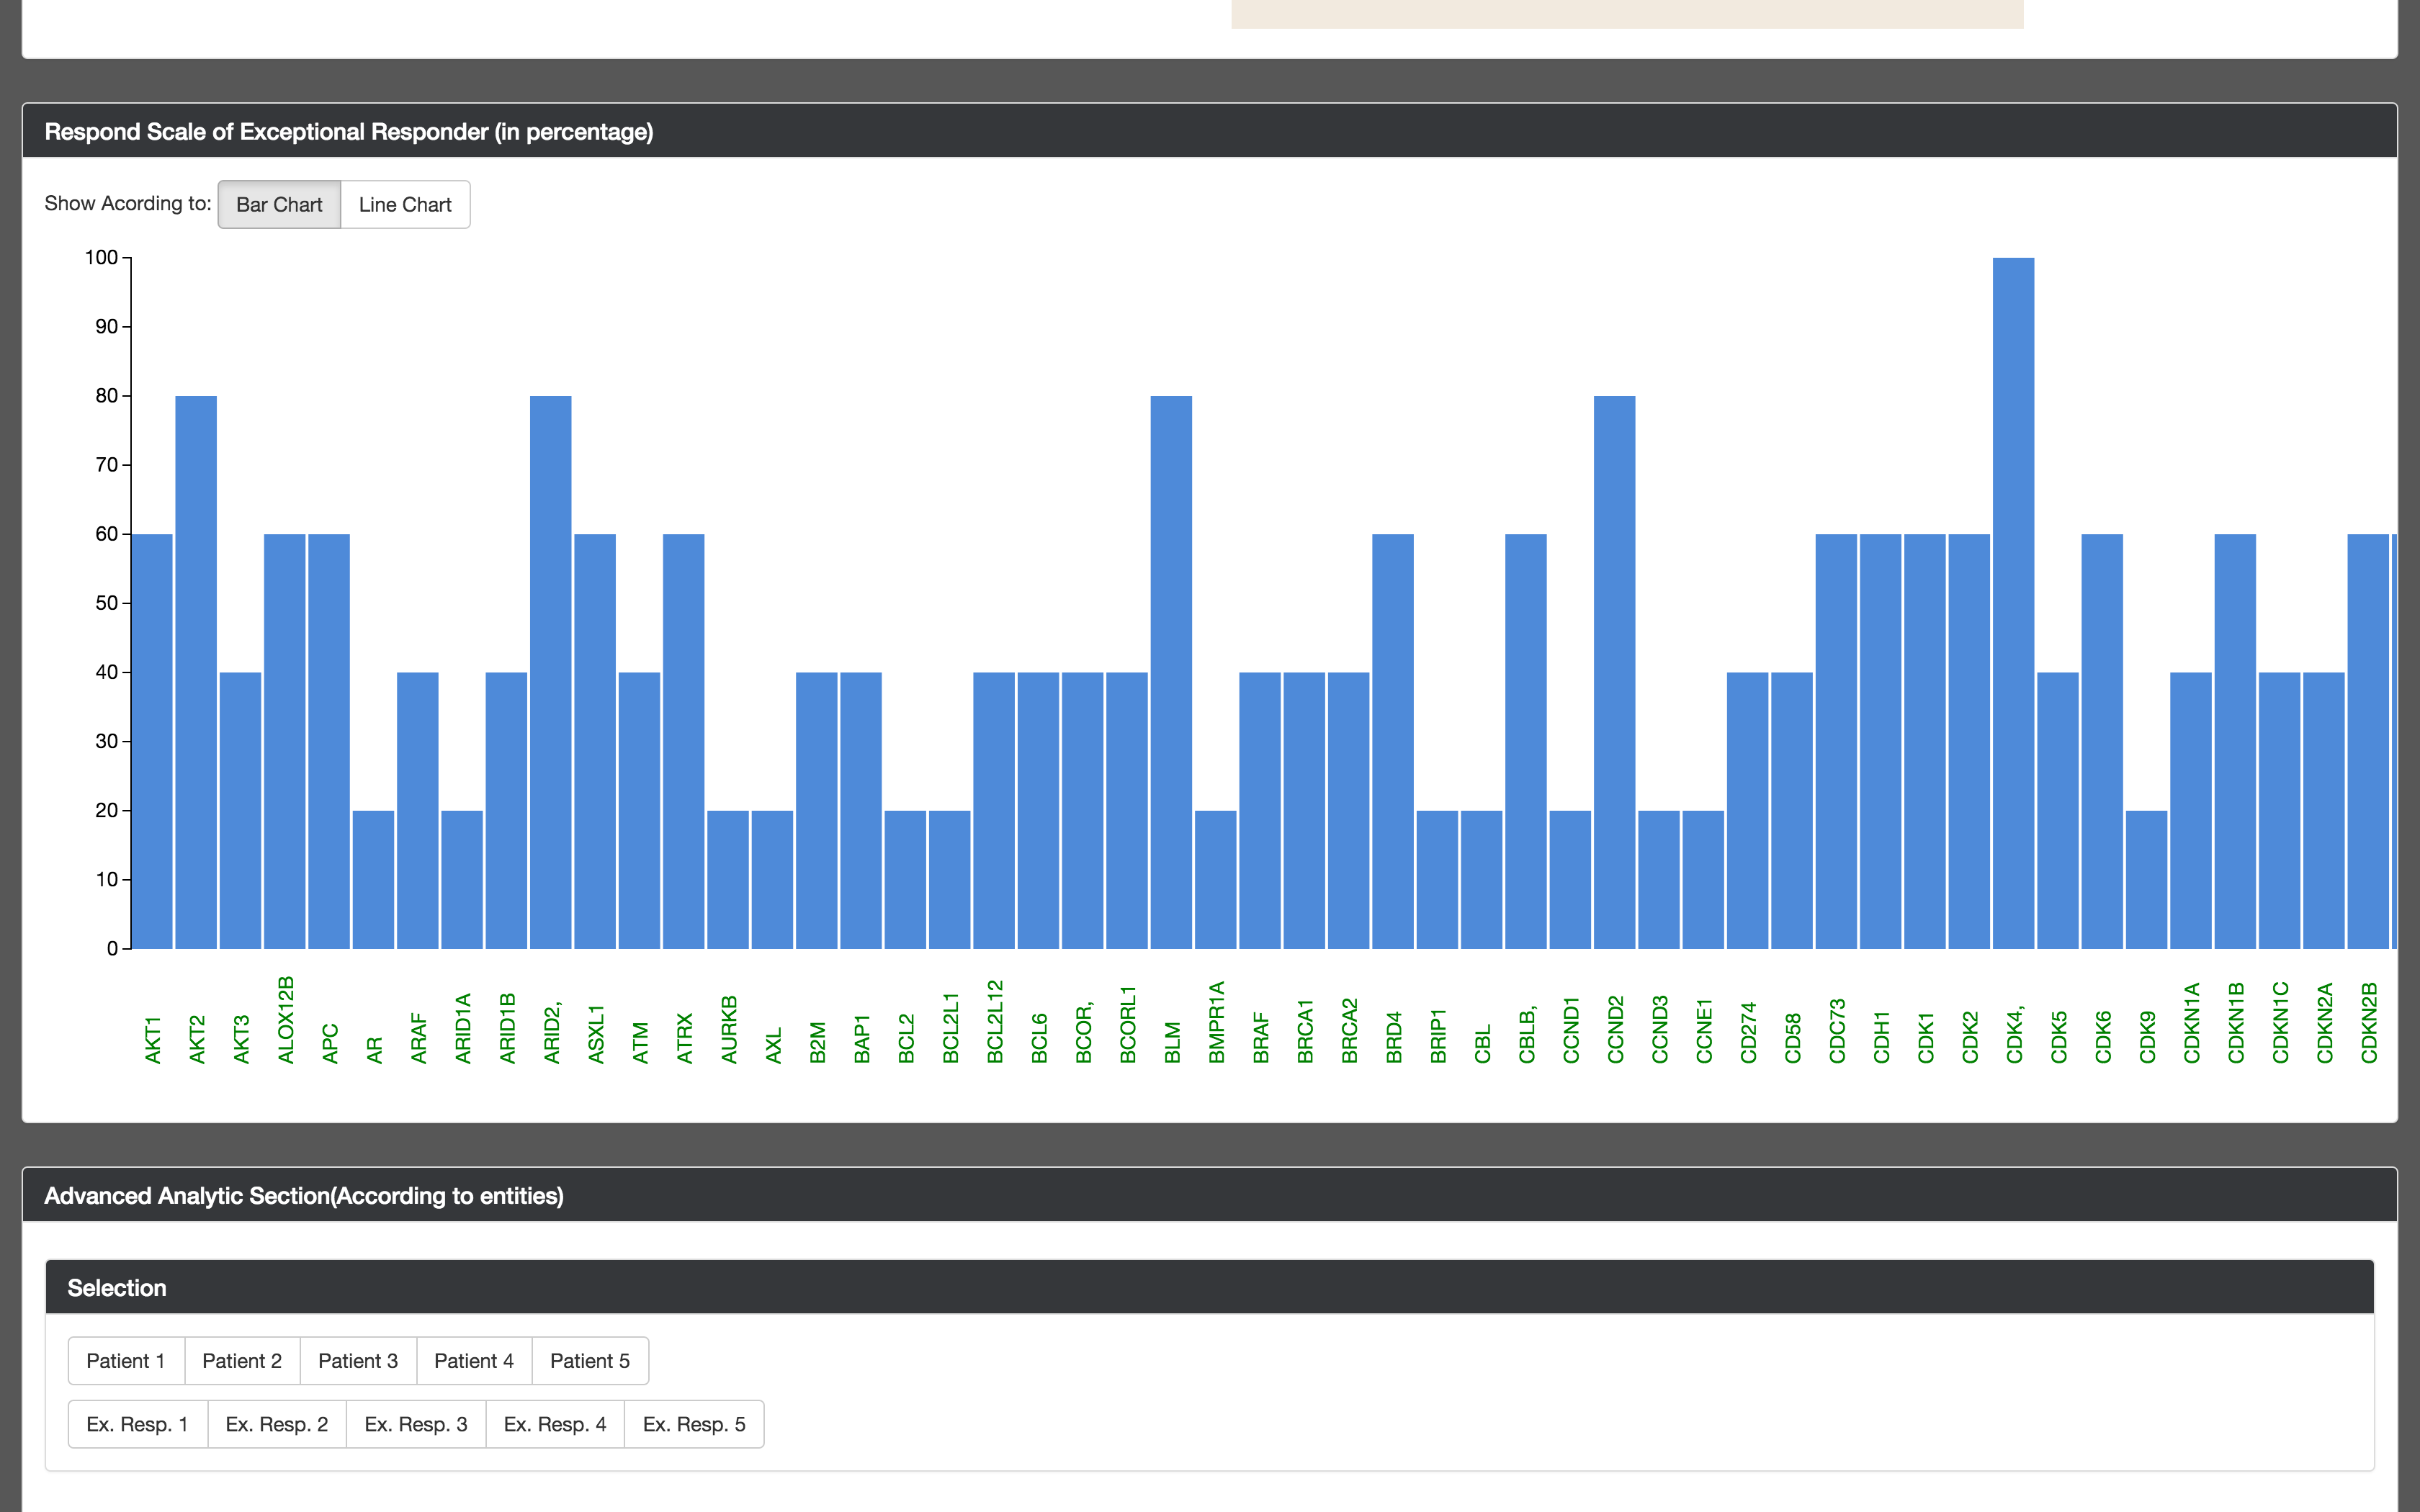 Respond Scale of Exceptional Responder (in percentage)
Show Acording to: Bar Chart Line Chart
100
90
80
70
60
50
40
30
20
10
0
AKT1
AKT2
AKT3
ALOX12B
APC
AR
ARAF
ARID1A
ARID1B
ARID2,
ASXL1
ATM
ATRX
AURKB
AXL
B2M
BAP1
BCL2
BCL2L1
BCL2L12
BCL6
BCOR,
BCORL1
BLM
BMPR1A
BRAF
BRCA1
BRCA2
BRD4
BRIP1
CBL
CBLB,
CCND1
CCND2
CCND3
CCNE1
CD274
CD58
CDC73
CDH1
CDK1
CDK2
CDK4,
CDK5
CDK6
CDK9
CDKN1A
CDKN1B
CDKN1C
CDKN2A
CDKN2B
Advanced Analytic Section(According to entities)
Selection
Patient 1 Patient 2 Patient 3 Patient 4 Patient 5
Ex. Resp. 1 Ex. Resp. 2 Ex. Resp. 3 Ex. Resp. 4 Ex. Resp. 5